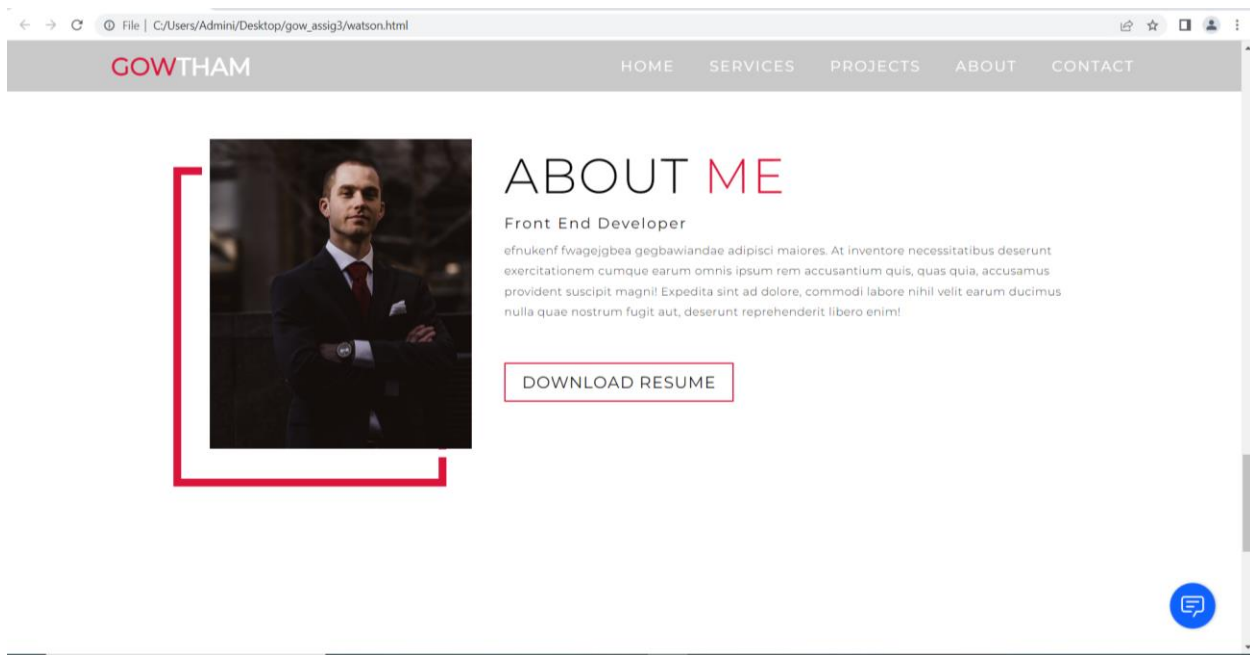 File | C:/Users/Admini/Desktop/gow_assig3/watson.html
GOWTHAM
HOME SERVICES PROJECTS ABOUT CONTACT
ABOUT ME
Front End Developer
efnukenf fwagejgbea gegbawiandae adipisci maiores. At inventore necessitatibus deserunt
exercitationem cumque earum omnis ipsum rem accusantium quis, quas quia, accusamus
provident suscipit magni! Expedita sint ad dolore, commodi labore nihil velit earum ducimus
nulla quae nostrum fugit aut, deserunt reprehenderit libero enim!
DOWNLOAD RESUME